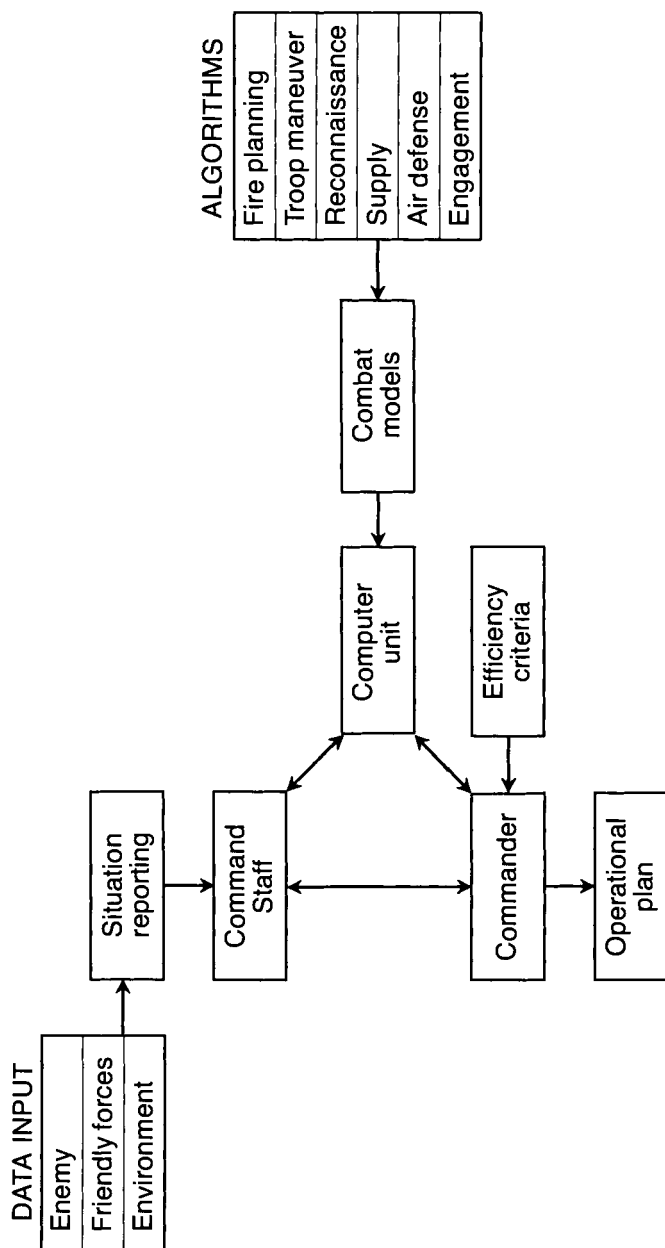 DATA INPUT
Enemy
Friendly forces
Environment
Situation
reporting
Command
Staff
Commander
Operational
plan
Computer
unit
Efficiency
criteria
Combat
models
ALGORITHMS
Fire planning
Troop maneuver
Reconnaissance
Supply
Air defense
Engagement